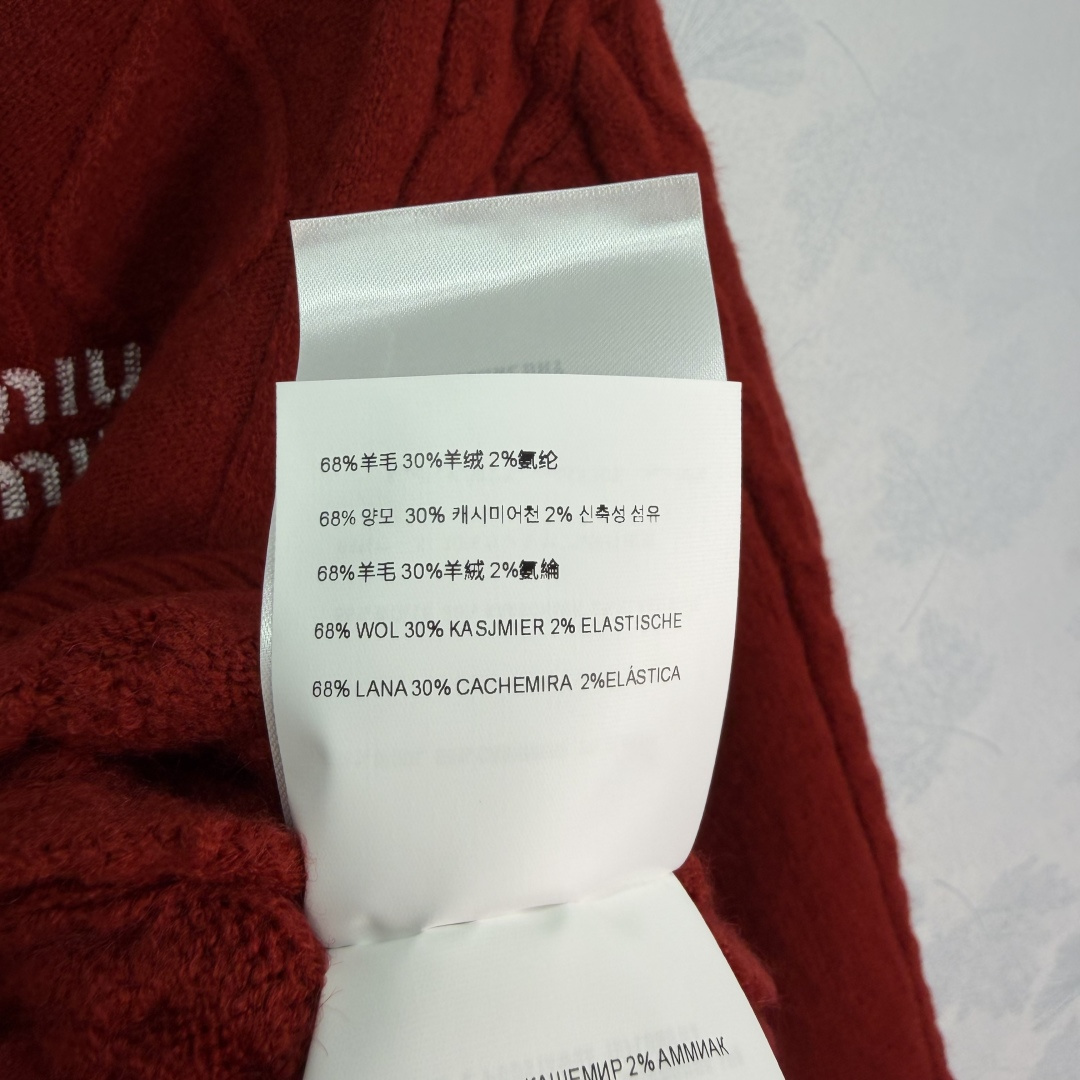 miu
miu
68%羊毛 30%羊绒 2%氨纶
68% 양모 30% 캐시미어천 2% 신축성 섬유
68%羊毛 30%羊絨 2%氨綸
68% WOL 30% KASJMIER 2% ELASTISCHE
68% LANA 30% CACHEMIRA 2%ELÁSTICA
КАШЕМИР 2% АММИАК